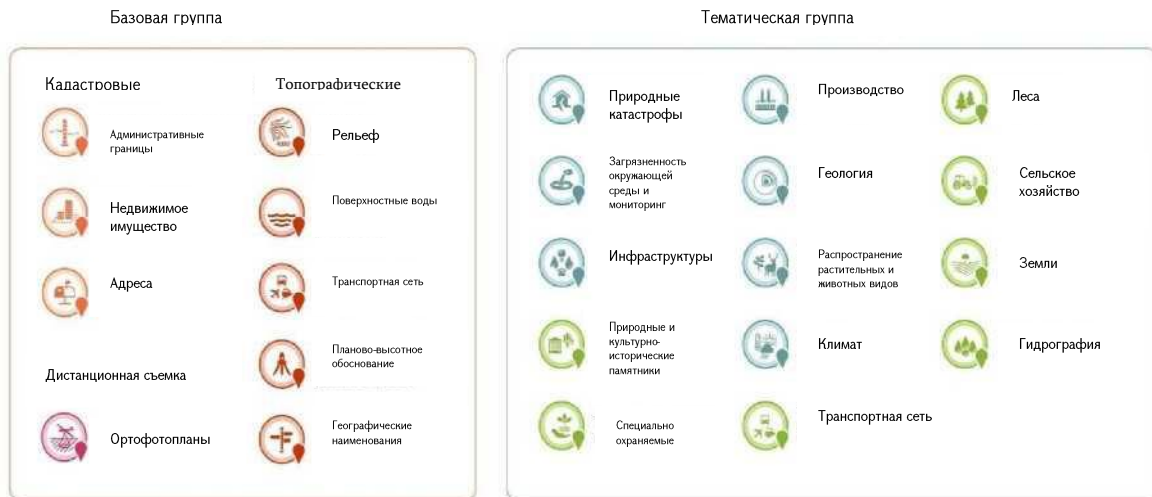 Базовая группа
Тематическая группа
Кадастровые
Топографические
Административные
границы
Рельеф
Недвижимое
имущество
Поверхностные воды
Адреса
Транспортная сеть
Планово-высотное
обоснование
Дистанционная съемка
Ортофотопланы
Географические
наименования
Природные
катастрофы
Производство
Леса
Загрязненность
окружающей
среды и
мониторинг
Геология
Сельское
хозяйство
Инфраструктуры
Распространение
растительных и
животных видов
Земли
Природные и
культурно-
исторические
памятники
Климат
Гидрография
Специально
охраняемые
Транспортная сеть